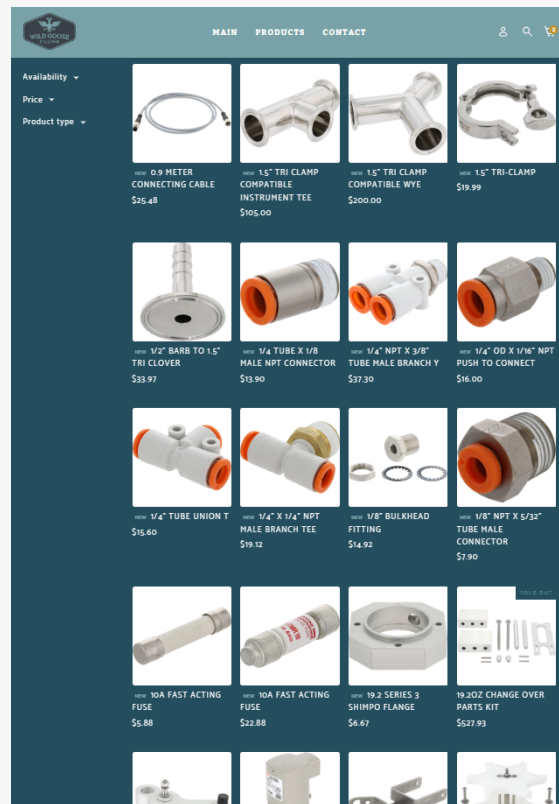 WILD GOOSE
FILLING
MAIN PRODUCTS CONTACT
2
Availability
Price
Product type
NEW 0.9 METER
CONNECTING CABLE
$25.48
NEW 1.5" TRI CLAMP
COMPATIBLE
INSTRUMENT TEE
$105.00
NEW 1.5" TRI CLAMP
COMPATIBLE WYE
$200.00
NEW 1.5" TRI-CLAMP
$19.99
NEW 1/2" BARB TO 1.5"
TRI CLOVER
$33.97
NEW 1/4 TUBE X 1/8
MALE NPT CONNECTOR
$13.90
NEW 1/4" NPT X 3/8"
TUBE MALE BRANCH Y
$37.30
NEW 1/4" OD X 1/16" NPT
PUSH TO CONNECT
$16.00
NEW 1/4" TUBE UNION T
$15.60
NEW 1/4" X 1/4" NPT
MALE BRANCH TEE
$19.12
NEW 1/8" BULKHEAD
FITTING
$14.92
NEW 1/8" NPT X 5/32"
TUBE MALE
CONNECTOR
$7.90
NEW 10A FAST ACTING
FUSE
$5.88
NEW 10A FAST ACTING
FUSE
$22.88
NEW 19.2 SERIES 3
SHIMPO FLANGE
$6.67
SOLD OUT
19.2OZ CHANGE OVER
PARTS KIT
$527.93